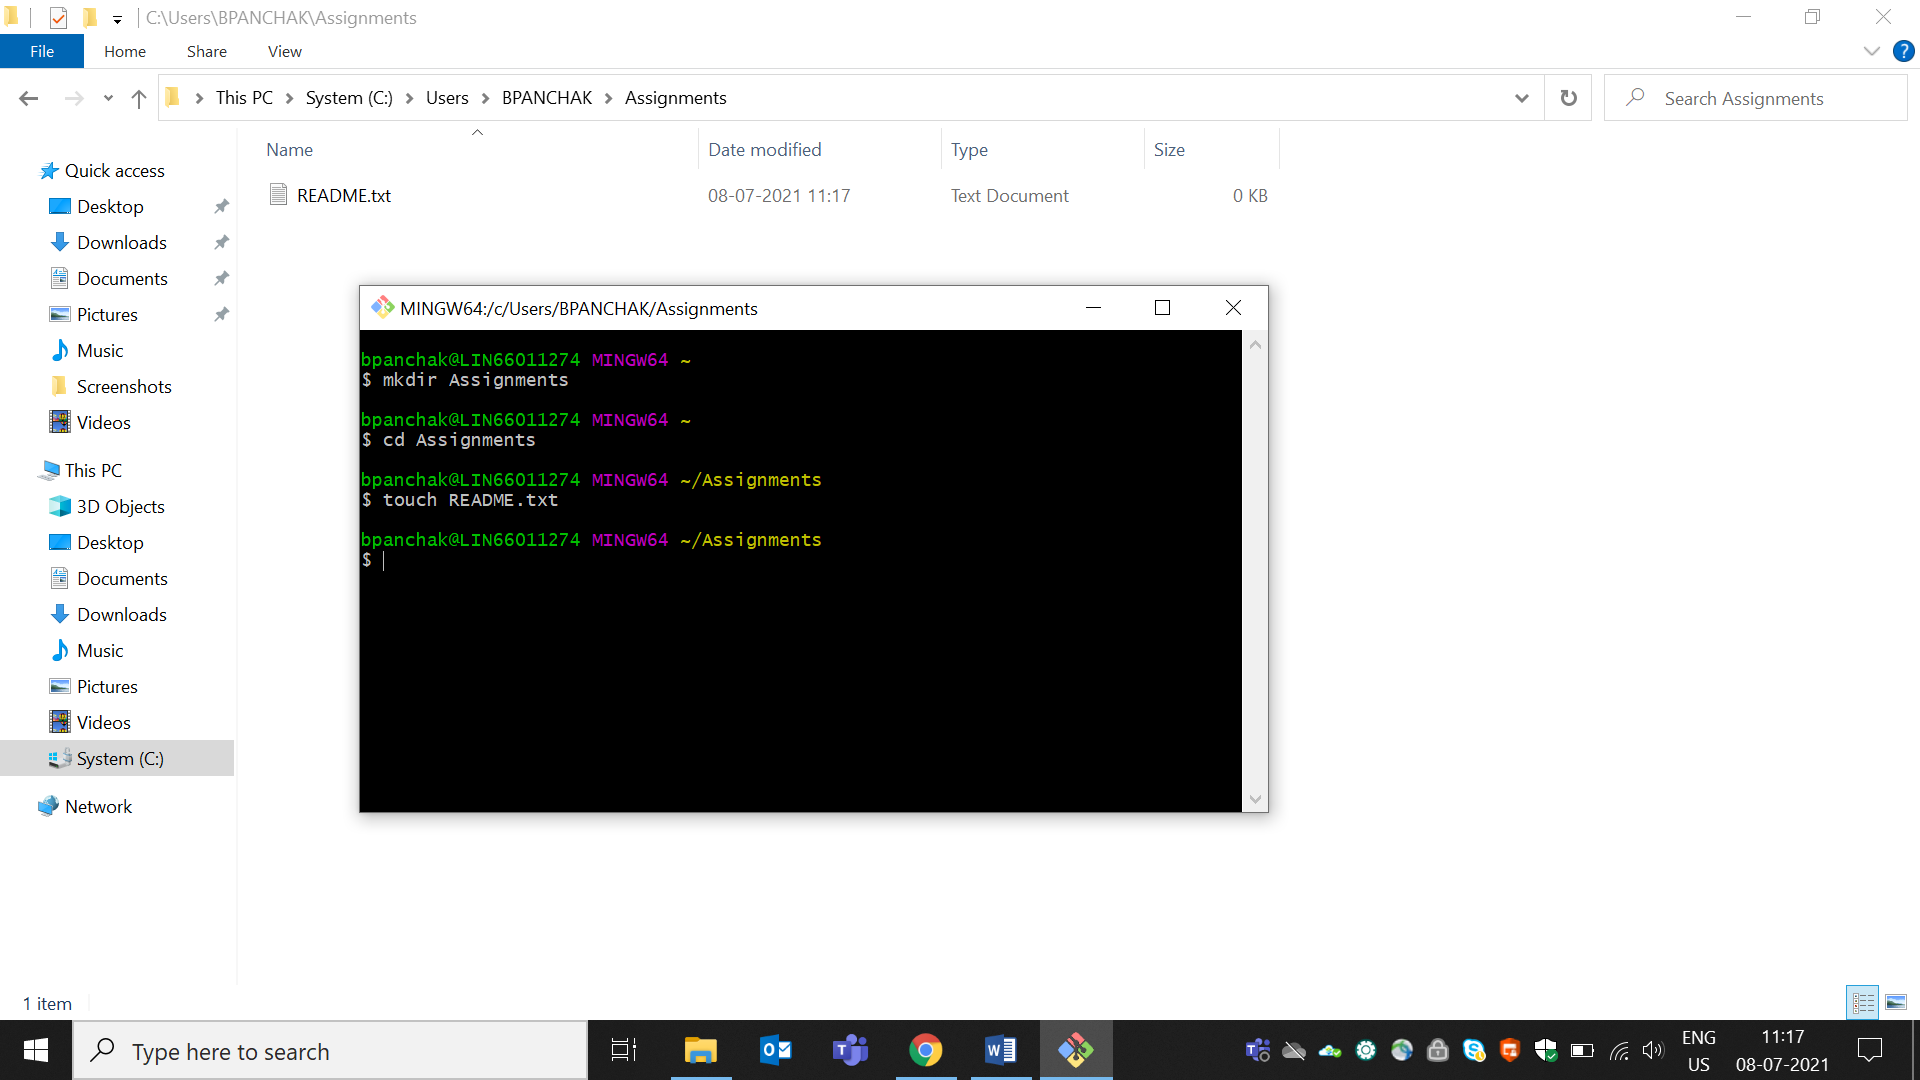 C:\Users\BPANCHAK\Assignments
File Home Share View
This PC System (C:) Users BPANCHAK Assignments
Search Assignments
Name Date modified Type Size
README.txt 08-07-2021 11:17 Text Document 0 KB
Quick access
Desktop
Downloads
Documents
Pictures
Music
Screenshots
Videos
This PC
3D Objects
Desktop
Documents
Downloads
Music
Pictures
Videos
System (C:)
Network
MINGW64:/c/Users/BPANCHAK/Assignments
bpanchak@LIN66011274 MINGW64 ~
$ mkdir Assignments
bpanchak@LIN66011274 MINGW64 ~
$ cd Assignments
bpanchak@LIN66011274 MINGW64 ~/Assignments
$ touch README.txt
bpanchak@LIN66011274 MINGW64 ~/Assignments
$
1 item
Type here to search
ENG
US
11:17
08-07-2021